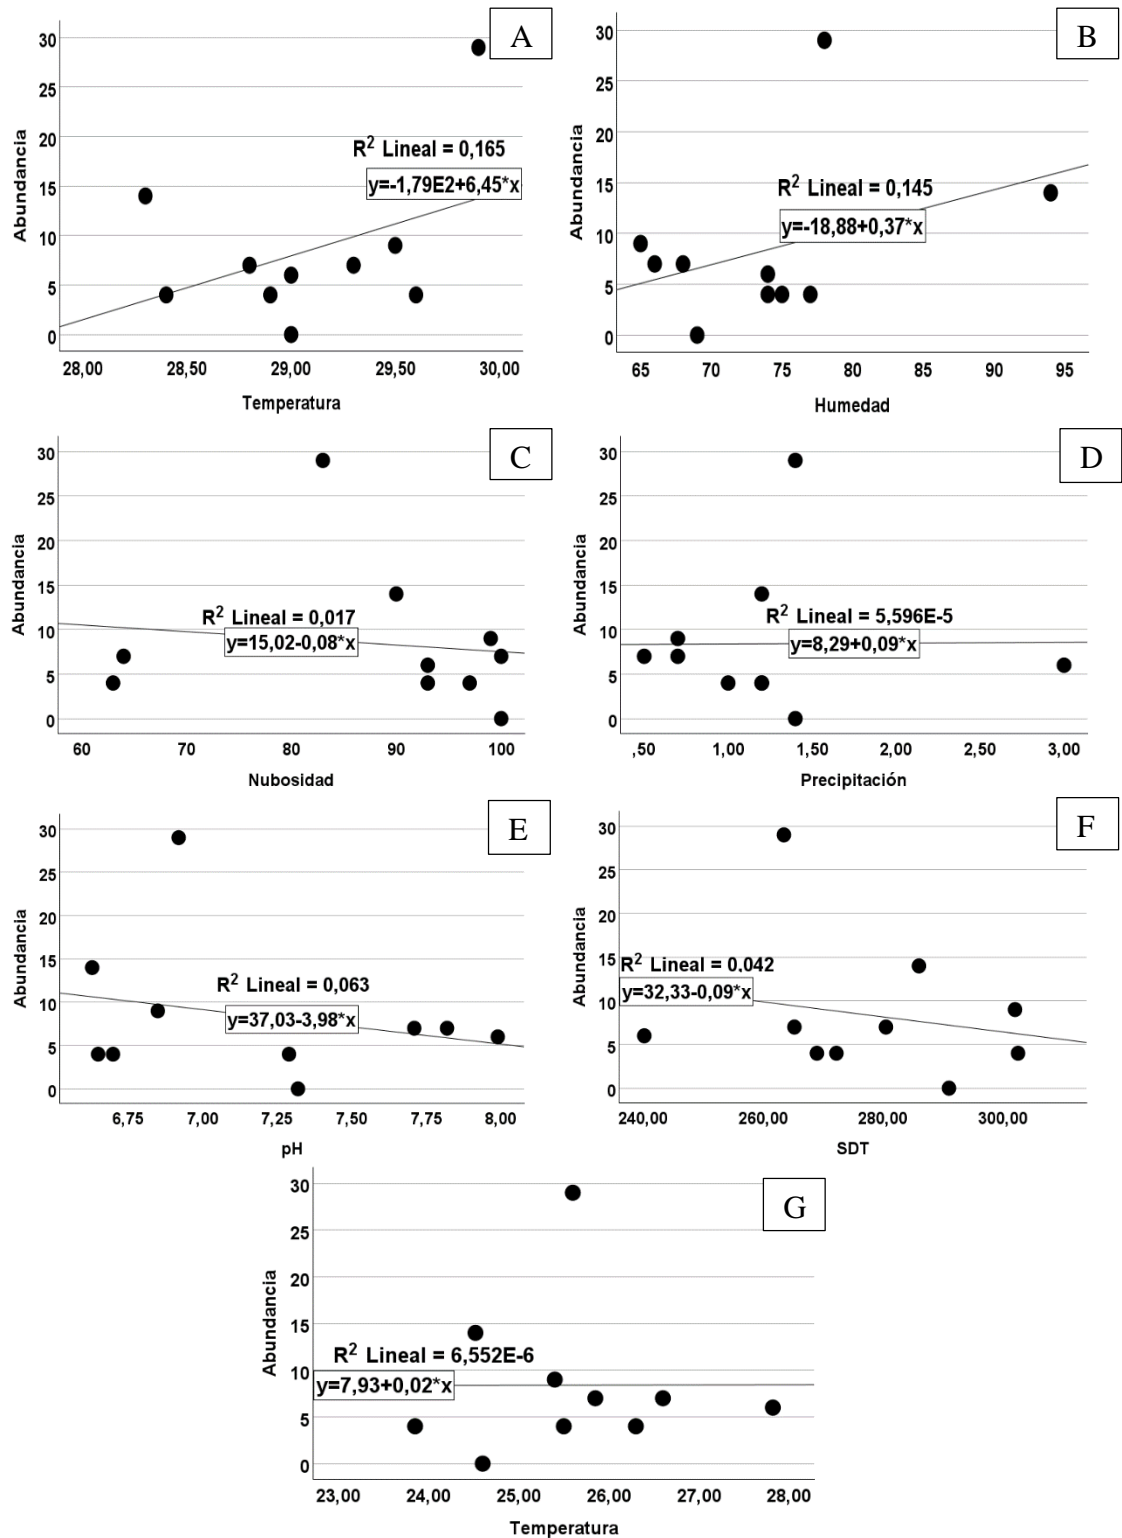 A
30
25
20
15
10
5
0
Abundancia
R² Lineal = 0,165
y=-1,79E2+6,45*x
28,00 28,50 29,00 29,50 30,00
Temperatura
B
30
25
20
15
10
5
0
Abundancia
R² Lineal = 0,145
y=-18,88+0,37*x
65 70 75 80 85 90 95
Humedad
C
30
25
20
15
10
5
0
Abundancia
R² Lineal = 0,017
y=15,02-0,08*x
60 70 80 90 100
Nubosidad
D
30
25
20
15
10
5
0
Abundancia
R² Lineal = 5,596E-5
y=8,29+0,09*x
,50 1,00 1,50 2,00 2,50 3,00
Precipitación
E
30
25
20
15
10
5
0
Abundancia
R² Lineal = 0,063
y=37,03-3,98*x
6,75 7,00 7,25 7,50 7,75 8,00
pH
F
30
25
20
15
10
5
0
Abundancia
R² Lineal = 0,042
y=32,33-0,09*x
240,00 260,00 280,00 300,00
SDT
G
30
25
20
15
10
5
0
Abundancia
R² Lineal = 6,552E-6
y=7,93+0,02*x
23,00 24,00 25,00 26,00 27,00 28,00
Temperatura